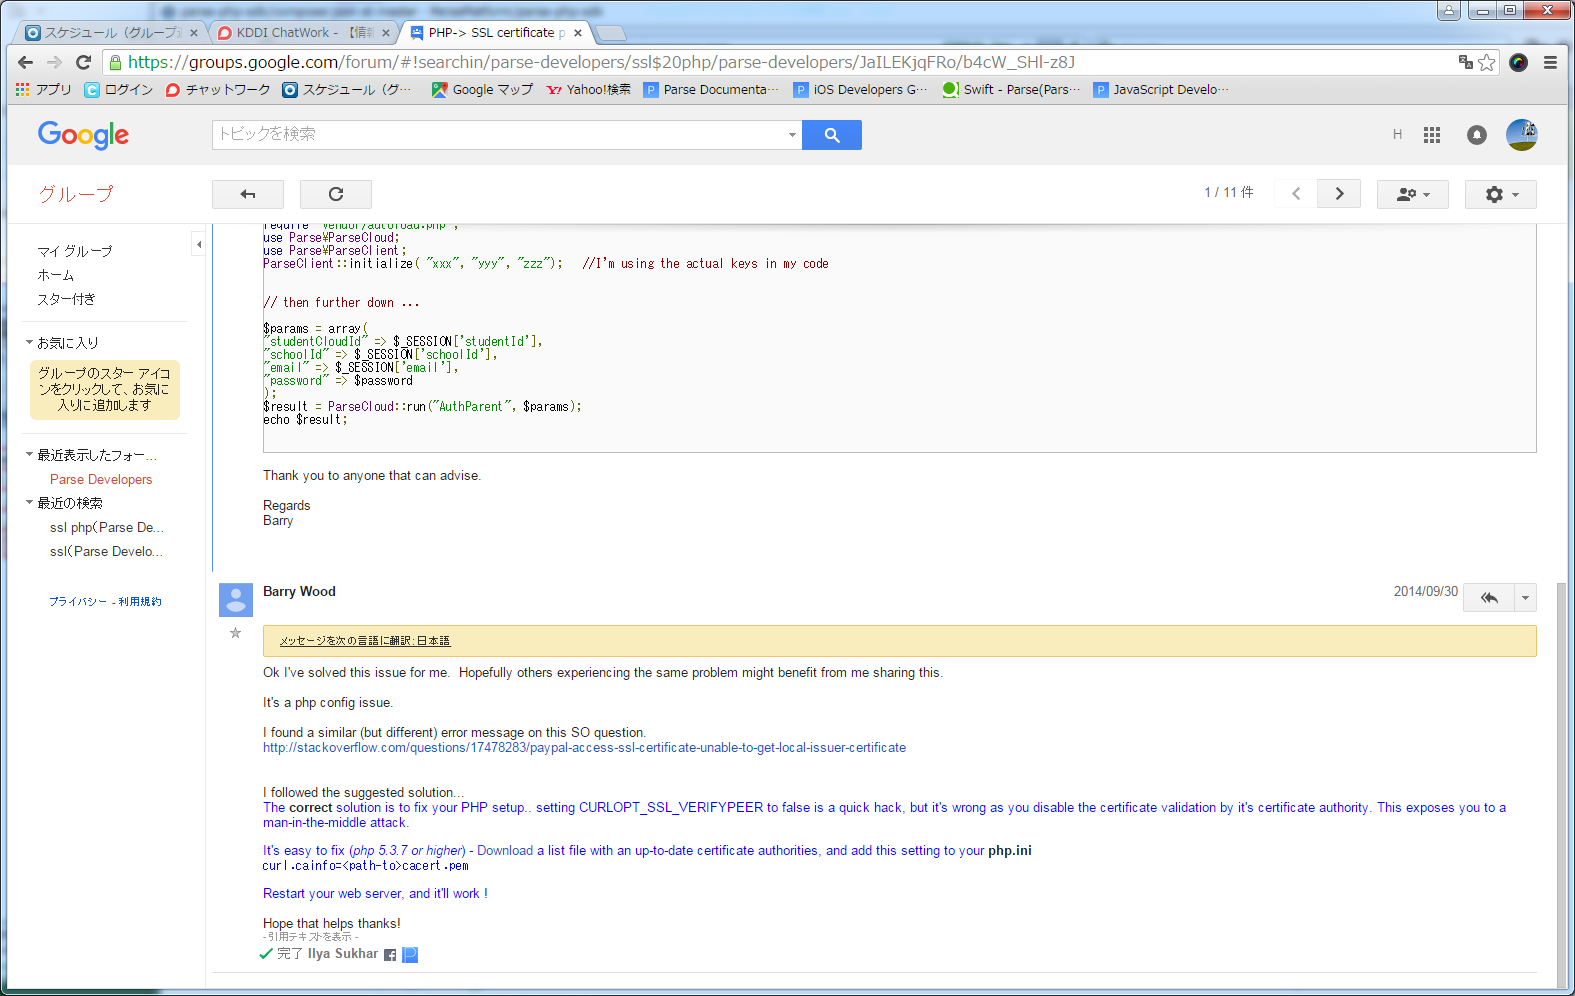 スケジュール（グループ
KDDI ChatWork - 【情報
PHP-> SSL certificate p
https://groups.google.com/forum/#!searchin/parse-developers/ssl$20php/parse-developers/JaILEKjqFRo/b4cW_SHI-z8J
アプリ
ログイン
チャットワーク
スケジュール（グ…
Google マップ
Yahoo!検索
Parse Documenta…
iOS Developers G…
Swift - Parse(Pars…
JavaScript Develo…
Google
トピックを検索
H
グループ
1 / 11 件
マイ グループ
ホーム
スター付き
お気に入り
グループのスター アイコ
ンをクリックして、お気に
入りに追加します
最近表示したフォー...
Parse Developers
最近の検索
ssl php(Parse De...
ssl(Parse Develo...
プライバシー - 利用規約
require 'vendor/autoload.php';
use Parse¥ParseCloud;
use Parse¥ParseClient;
ParseClient::initialize( "xxx", "yyy", "zzz");   //I'm using the actual keys in my code
// then further down ...
$params = array(
"studentCloudId" => $_SESSION['studentId'],
"schoolId" => $_SESSION['schoolId'],
"email" => $_SESSION['email'],
"password" => $password
);
$result = ParseCloud::run("AuthParent", $params);
echo $result;
Thank you to anyone that can advise.
Regards
Barry
Barry Wood
2014/09/30
メッセージを次の言語に翻訳: 日本語
Ok I've solved this issue for me.  Hopefully others experiencing the same problem might benefit from me sharing this.
It's a php config issue.
I found a similar (but different) error message on this SO question.
http://stackoverflow.com/questions/17478283/paypal-access-ssl-certificate-unable-to-get-local-issuer-certificate
I followed the suggested solution...
The correct solution is to fix your PHP setup.. setting CURLOPT_SSL_VERIFYPEER to false is a quick hack, but it's wrong as you disable the certificate validation by it's certificate authority. This exposes you to a
man-in-the-middle attack.
It's easy to fix (php 5.3.7 or higher) - Download a list file with an up-to-date certificate authorities, and add this setting to your php.ini
curl.cainfo=<path-to>cacert.pem
Restart your web server, and it'll work !
Hope that helps thanks!
- 引用テキストを表示 -
完了 Ilya Sukhar